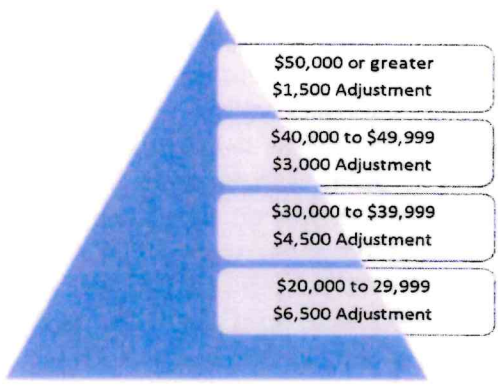 $50,000 or greater
$1,500 Adjustment
$40,000 to $49,999
$3,000 Adjustment
$30,000 to $39,999
$4,500 Adjustment
$20,000 to 29,999
$6,500 Adjustment